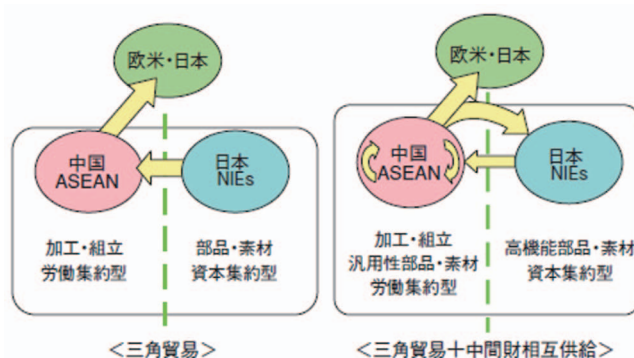 欧米・日本
中国
ASEAN
日本
NIEs
加工・組立
労働集約型
部品・素材
資本集約型
＜三角貿易＞
欧米・日本
中国
ASEAN
日本
NIEs
加工・組立
汎用性部品・素材
労働集約型
高機能部品・素材
資本集約型
＜三角貿易＋中間財相互供給＞